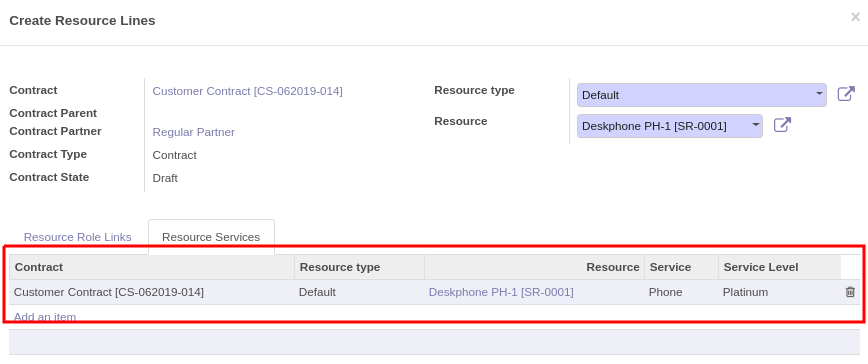 Create Resource Lines
×
Contract Customer Contract [CS-062019-014] Resource type Default
Contract Parent
Resource Deskphone PH-1 [SR-0001]
Contract Partner Regular Partner
Contract Type Contract
Contract State Draft
Resource Role Links Resource Services
Contract Resource type Resource Service Service Level
Customer Contract [CS-062019-014] Default Deskphone PH-1 [SR-0001] Phone Platinum
Add an item